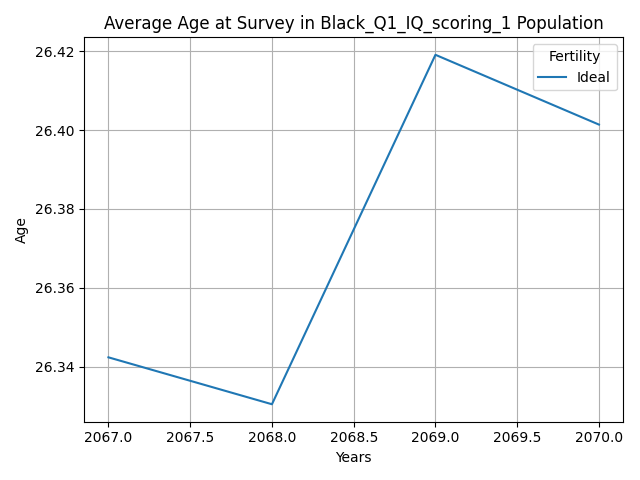 Average Age at Survey in Black_Q1_IQ_scoring_1 Population
26.42
26.40
26.38
26.36
26.34
Age
Fertility
Ideal
2067.0 2067.5 2068.0 2068.5 2069.0 2069.5 2070.0
Years